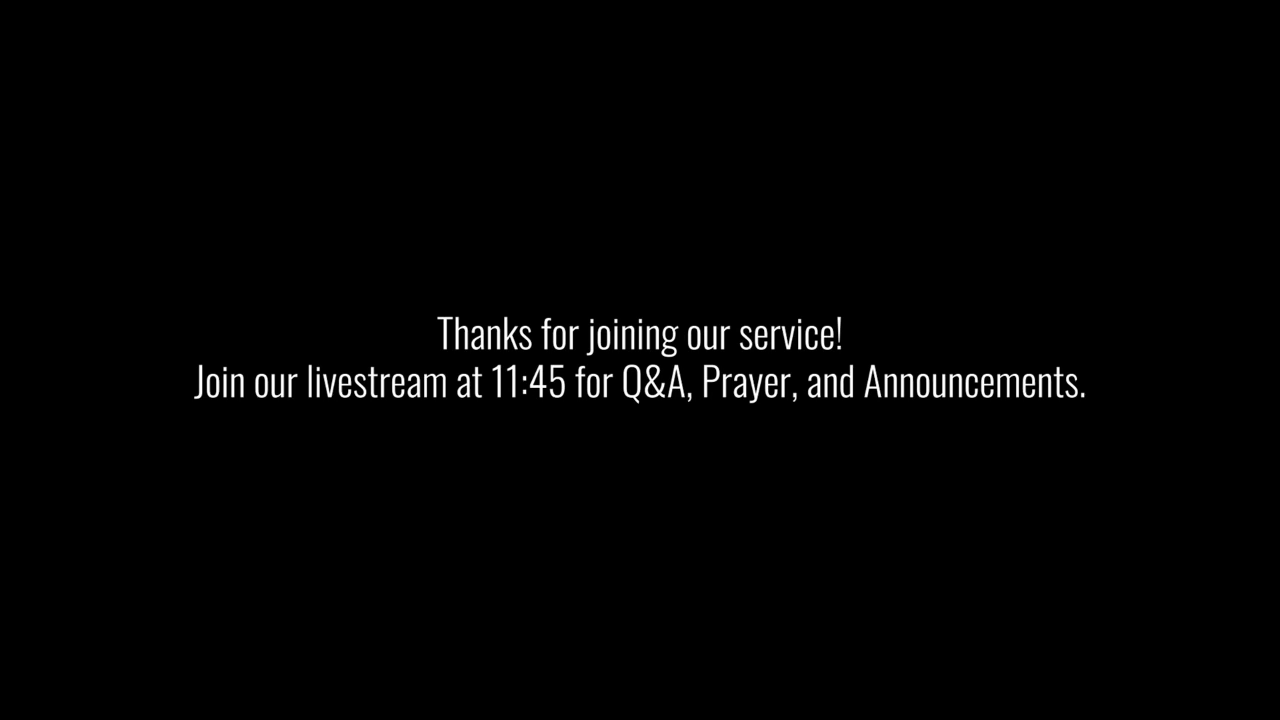 Thanks for joining our service!
Join our livestream at 11:45 for Q&A, Prayer, and Announcements.